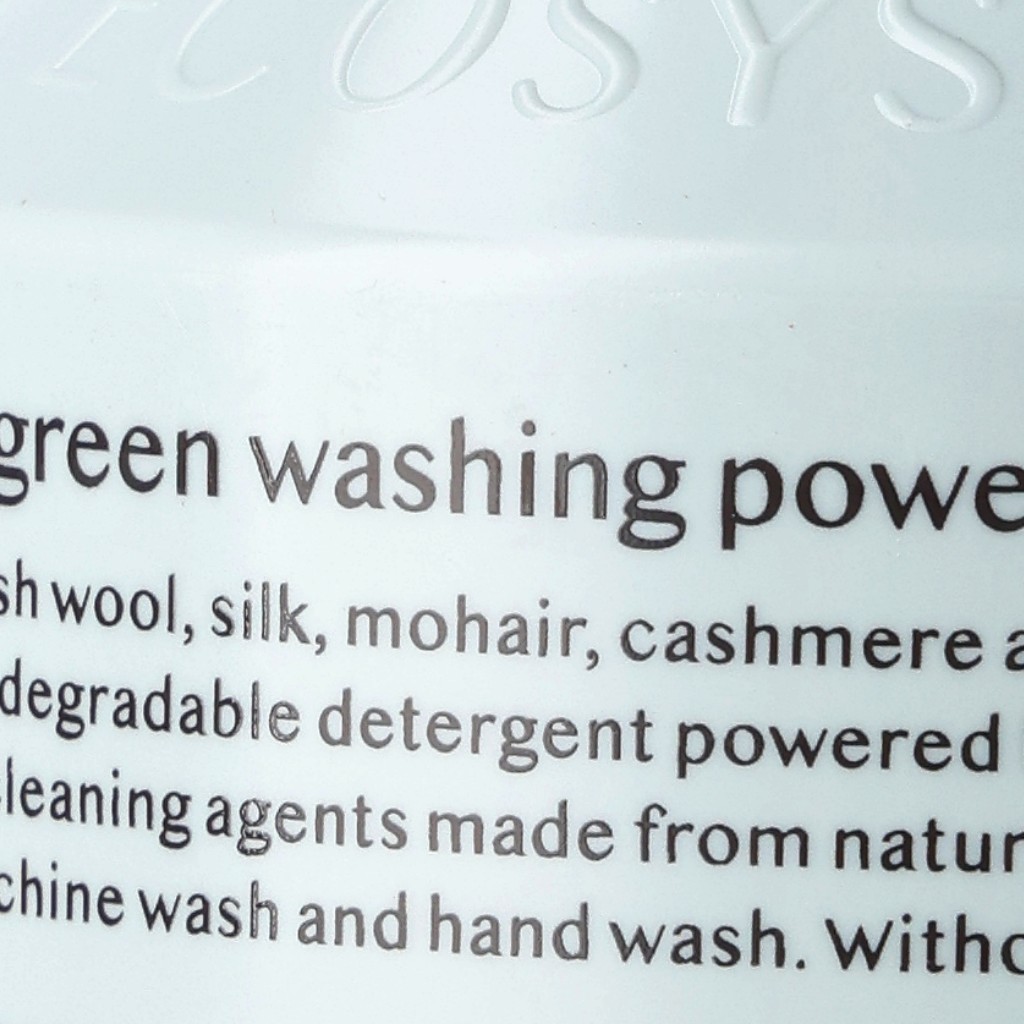 ECOSYS
green washing powe
sh wool, silk, mohair, cashmere a
degradable detergent powered
leaning agents made from natur
chine wash and hand wash. Witho